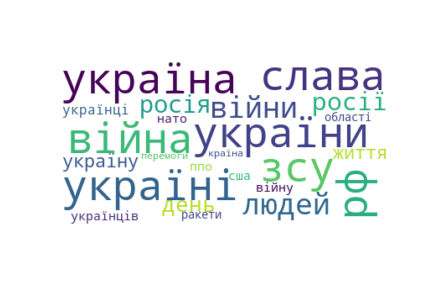 україна
слава
українці
росія
війни
росії
нато
області
війна
україни
україну
перемоги
країна
життя
ппо
зсу
сша
війну
україні
рф
день
людей
українців
ракети